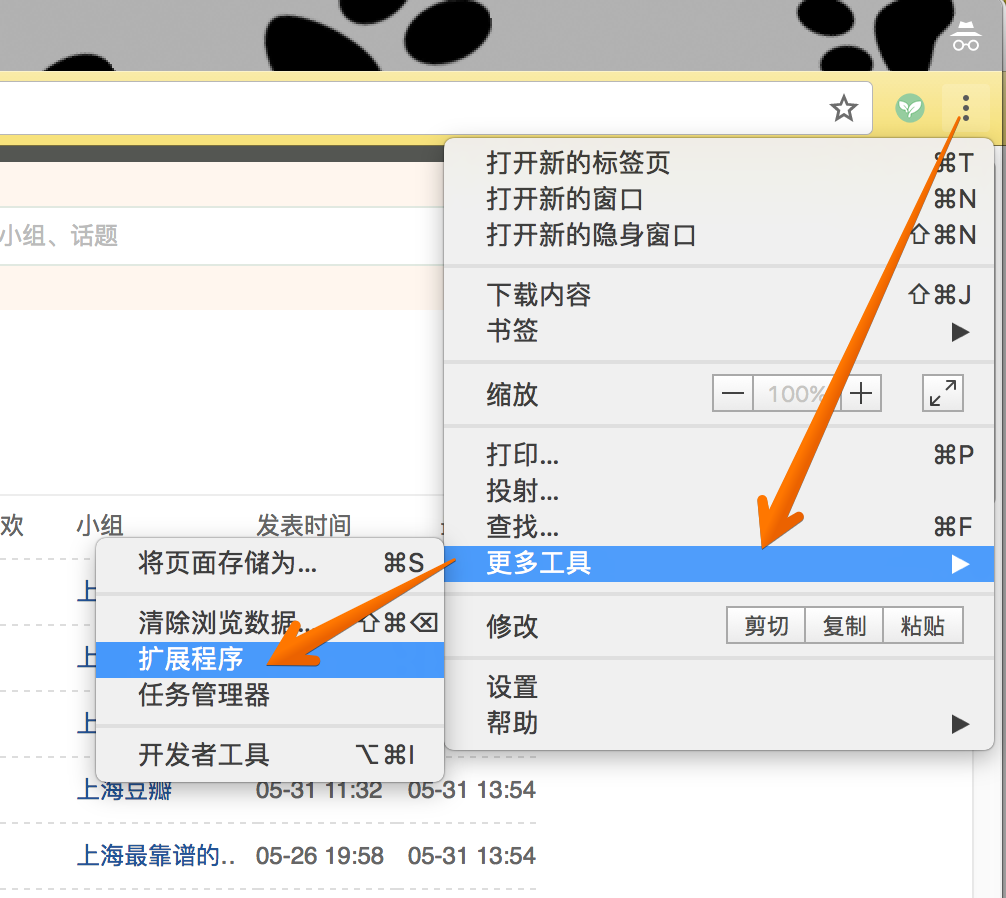 打开新的标签页 ⌘T
打开新的窗口 ⌘N
打开新的隐身窗口 ⇧⌘N
小组、话题
下载内容 ⇧⌘J
书签 ▶
缩放 — 100% + 
打印... ⌘P
投射...
查找... ⌘F
更多工具 ▶
修改 剪切 复制 粘贴
设置
帮助 ▶
欢 小组 发表时间
将页面存储为... ⌘S
清除浏览数据... ⇧⌘⌫
扩展程序
任务管理器
开发者工具 ⌥⌘I
上
上
上
上海豆瓣 05-31 11:32 05-31 13:54
上海最靠谱的.. 05-26 19:58 05-31 13:54